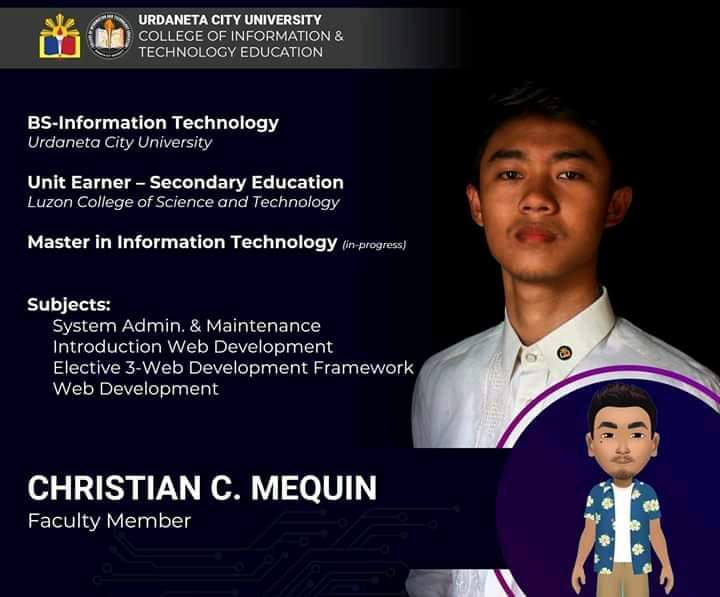 URDANETA CITY UNIVERSITY
COLLEGE OF INFORMATION &
TECHNOLOGY EDUCATION
BS-Information Technology
Urdaneta City University
Unit Earner – Secondary Education
Luzon College of Science and Technology
Master in Information Technology (in-progress)
Subjects:
System Admin. & Maintenance
Introduction Web Development
Elective 3-Web Development Framework
Web Development
CHRISTIAN C. MEQUIN
Faculty Member